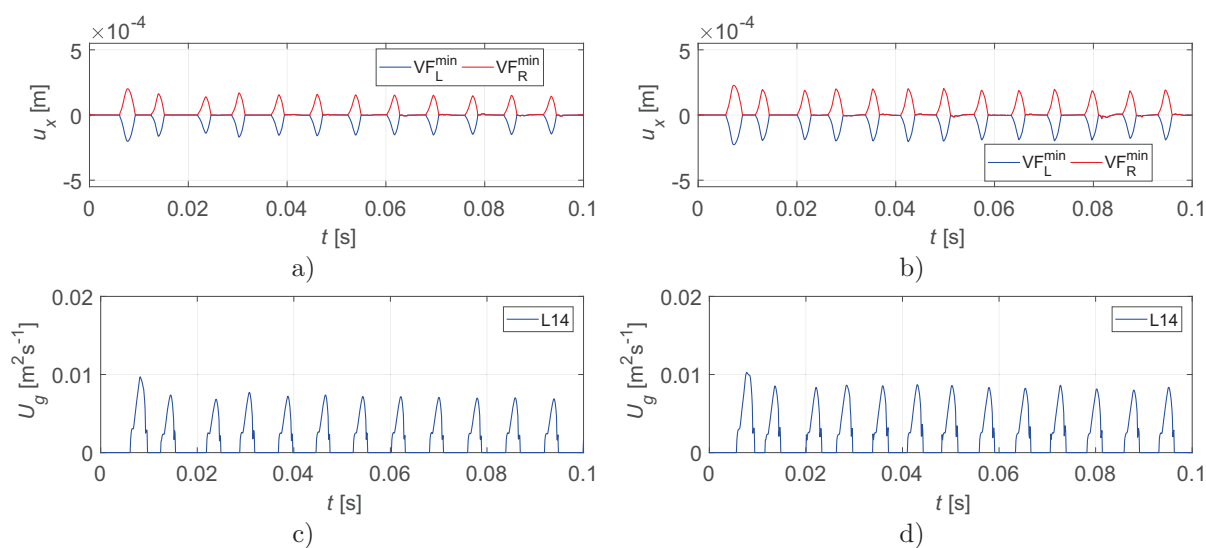 ×10⁻⁴ ×10⁻⁴
5 5
VF_L^min VF_R^min
u_x [m] 0 u_x [m] 0
VF_L^min VF_R^min
-5 -5
0 0.02 0.04 0.06 0.08 0.1 0 0.02 0.04 0.06 0.08 0.1
t [s] t [s]
a) b)
0.02 0.02
L14 L14
U_g [m²s⁻¹] 0.01 U_g [m²s⁻¹] 0.01
0 0
0 0.02 0.04 0.06 0.08 0.1 0 0.02 0.04 0.06 0.08 0.1
t [s] t [s]
c) d)